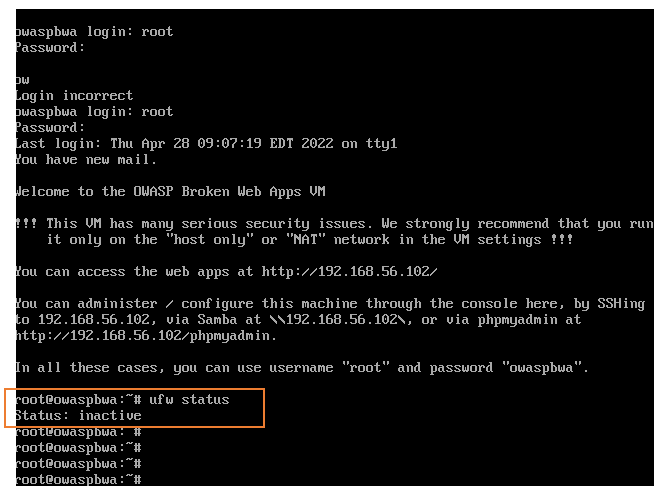 owaspbwa login: root
Password:
ow
Login incorrect
owaspbwa login: root
Password:
Last login: Thu Apr 28 09:07:19 EDT 2022 on tty1
You have new mail.
Welcome to the OWASP Broken Web Apps VM
!!! This VM has many serious security issues. We strongly recommend that you run
it only on the "host only" or "NAT" network in the VM settings !!!
You can access the web apps at http://192.168.56.102/
You can administer / configure this machine through the console here, by SSHing
to 192.168.56.102, via Samba at \\192.168.56.102\, or via phpmyadmin at
http://192.168.56.102/phpmyadmin.
In all these cases, you can use username "root" and password "owaspbwa".
root@owaspbwa:~# ufw status
Status: inactive
root@owaspbwa:~#
root@owaspbwa:~#
root@owaspbwa:~#
root@owaspbwa:~#